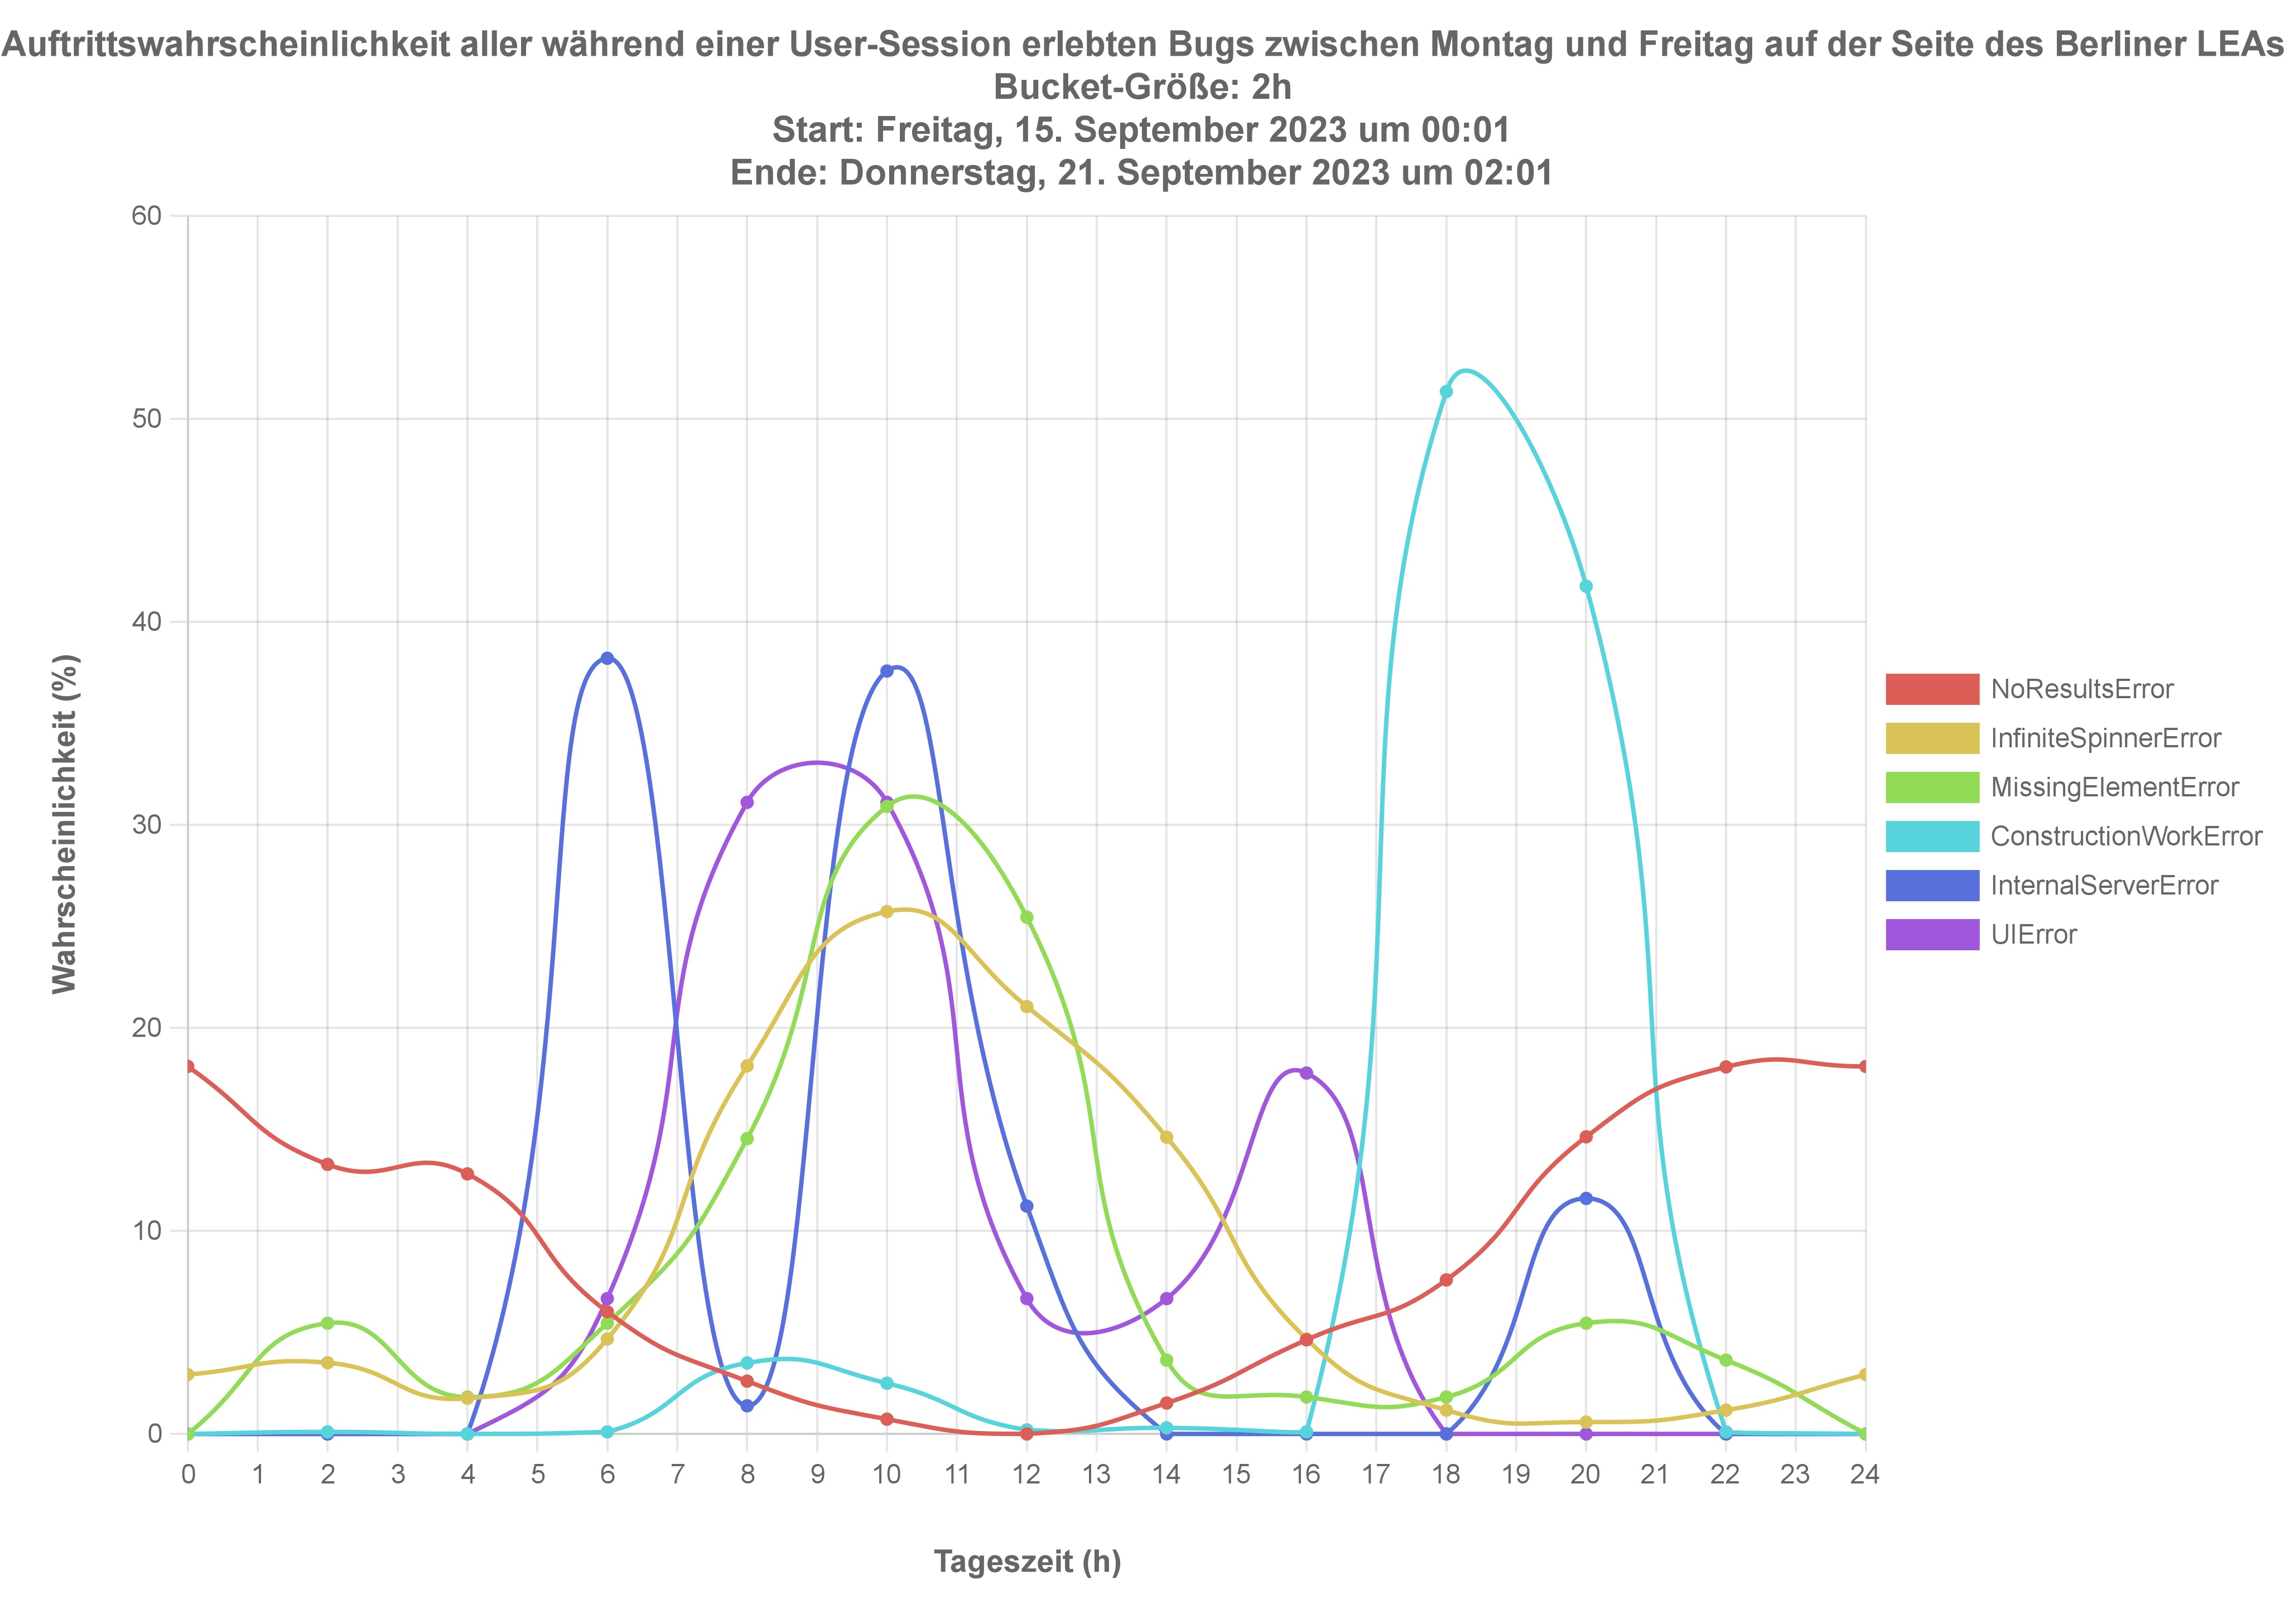 Auftrittswahrscheinlichkeit aller während einer User-Session erlebten Bugs zwischen Montag und Freitag auf der Seite des Berliner LEAs
Bucket-Größe: 2h
Start: Freitag, 15. September 2023 um 00:01
Ende: Donnerstag, 21. September 2023 um 02:01
60
50
40
30
20
10
0
Wahrscheinlichkeit (%)
0 1 2 3 4 5 6 7 8 9 10 11 12 13 14 15 16 17 18 19 20 21 22 23 24
Tageszeit (h)
NoResultsError
InfiniteSpinnerError
MissingElementError
ConstructionWorkError
InternalServerError
UIError